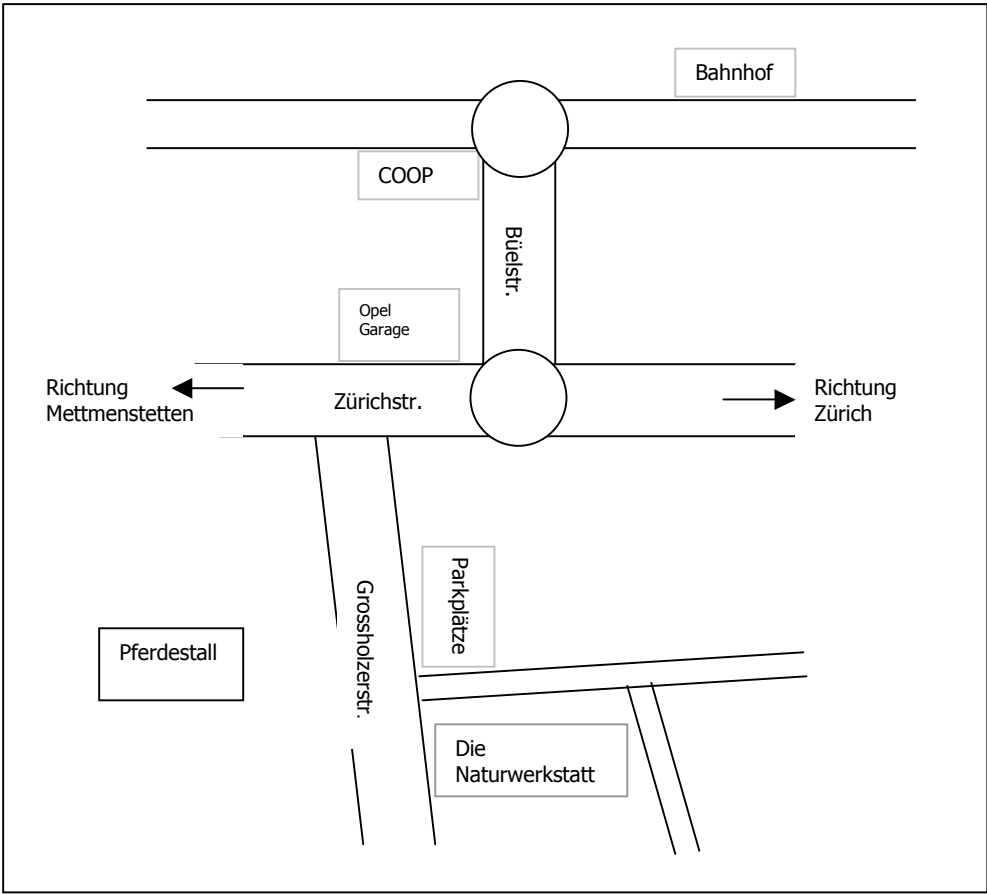 Bahnhof
COOP
Büelstr.
Opel
Garage
Richtung
Mettmenstetten
Zürichstr.
Richtung
Zürich
Parkplätze
Grossholzerstr.
Pferdestall
Die
Naturwerkstatt